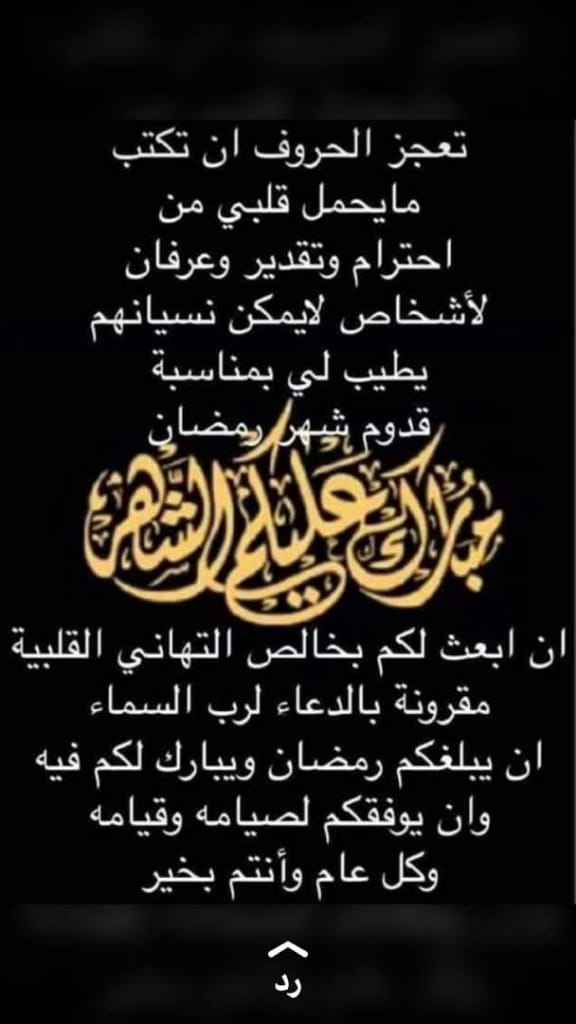 تعجز الحروف ان تكتب
مايحمل قلبي من
احترام وتقدير وعرفان
لأشخاص لايمكن نسيانهم
يطيب لي بمناسبة
قدوم شهر رمضان
مبارك عليكم الشهر
ان ابعث لكم بخالص التهاني القلبية
مقرونة بالدعاء لرب السماء
ان يبلغكم رمضان ويبارك لكم فيه
وان يوفقكم لصيامه وقيامه
وكل عام وأنتم بخير
رد